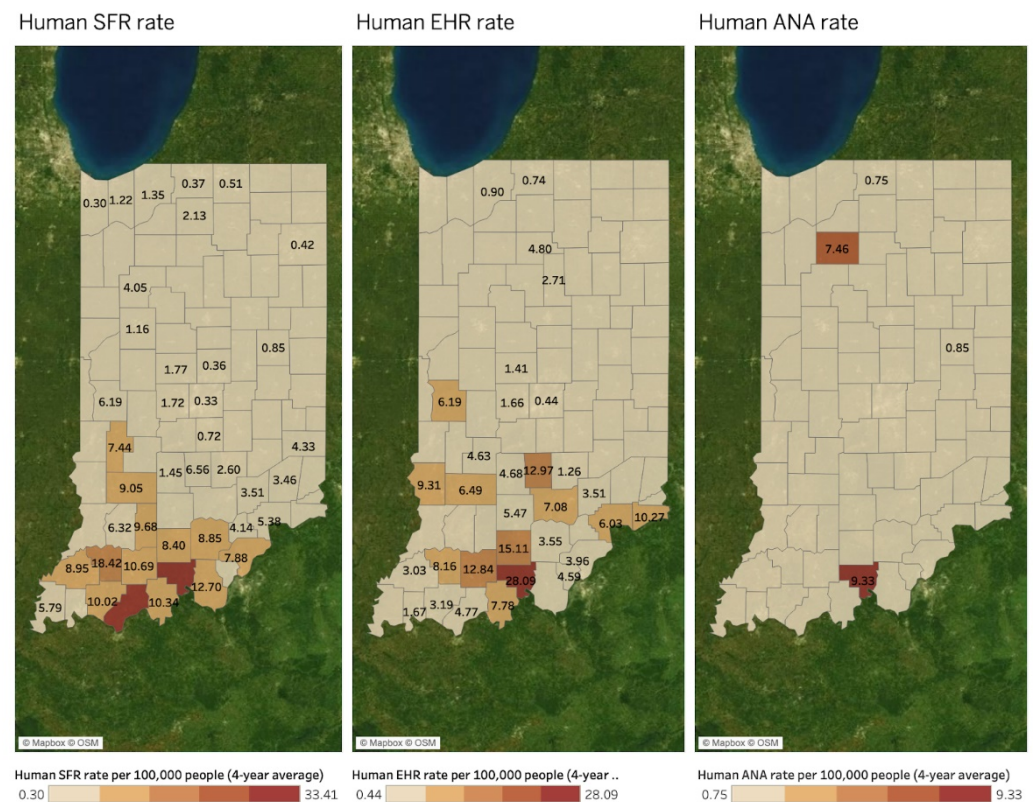 Human SFR rate
Human EHR rate
Human ANA rate
0.30 1.22 1.35 0.37 0.51
2.13
0.42
4.05
1.16
0.85
1.77 0.36
6.19 1.72 0.33
0.72
7.44 4.33
1.45 6.56 2.60
9.05 3.46
3.51
6.32 9.68 4.14 5.38
8.40 8.85
7.88
8.95 18.42 10.69
12.70
5.79 10.02 10.34
© Mapbox © OSM
Human SFR rate per 100,000 people (4-year average)
0.30 33.41
0.90 0.74
4.80
2.71
1.41
6.19 1.66 0.44
4.63
4.68 12.97 1.26
9.31 6.49
3.51
5.47 7.08
6.03 10.27
15.11 3.55
3.96
3.03 8.16 12.84
28.09 4.59
1.67 3.19 4.77 7.78
© Mapbox © OSM
Human EHR rate per 100,000 people (4-year ..
0.44 28.09
0.75
7.46
0.85
9.33
© Mapbox © OSM
Human ANA rate per 100,000 people (4-year average)
0.75 9.33